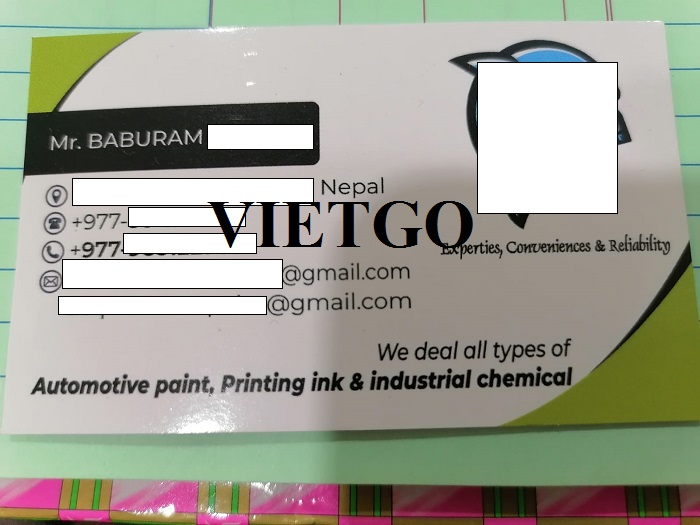 Mr. BABURAM
Nepal
+977-
+977-
VIETGO
@gmail.com
@gmail.com
Experties, Conveniences & Reliability
We deal all types of
Automotive paint, Printing ink & industrial chemical